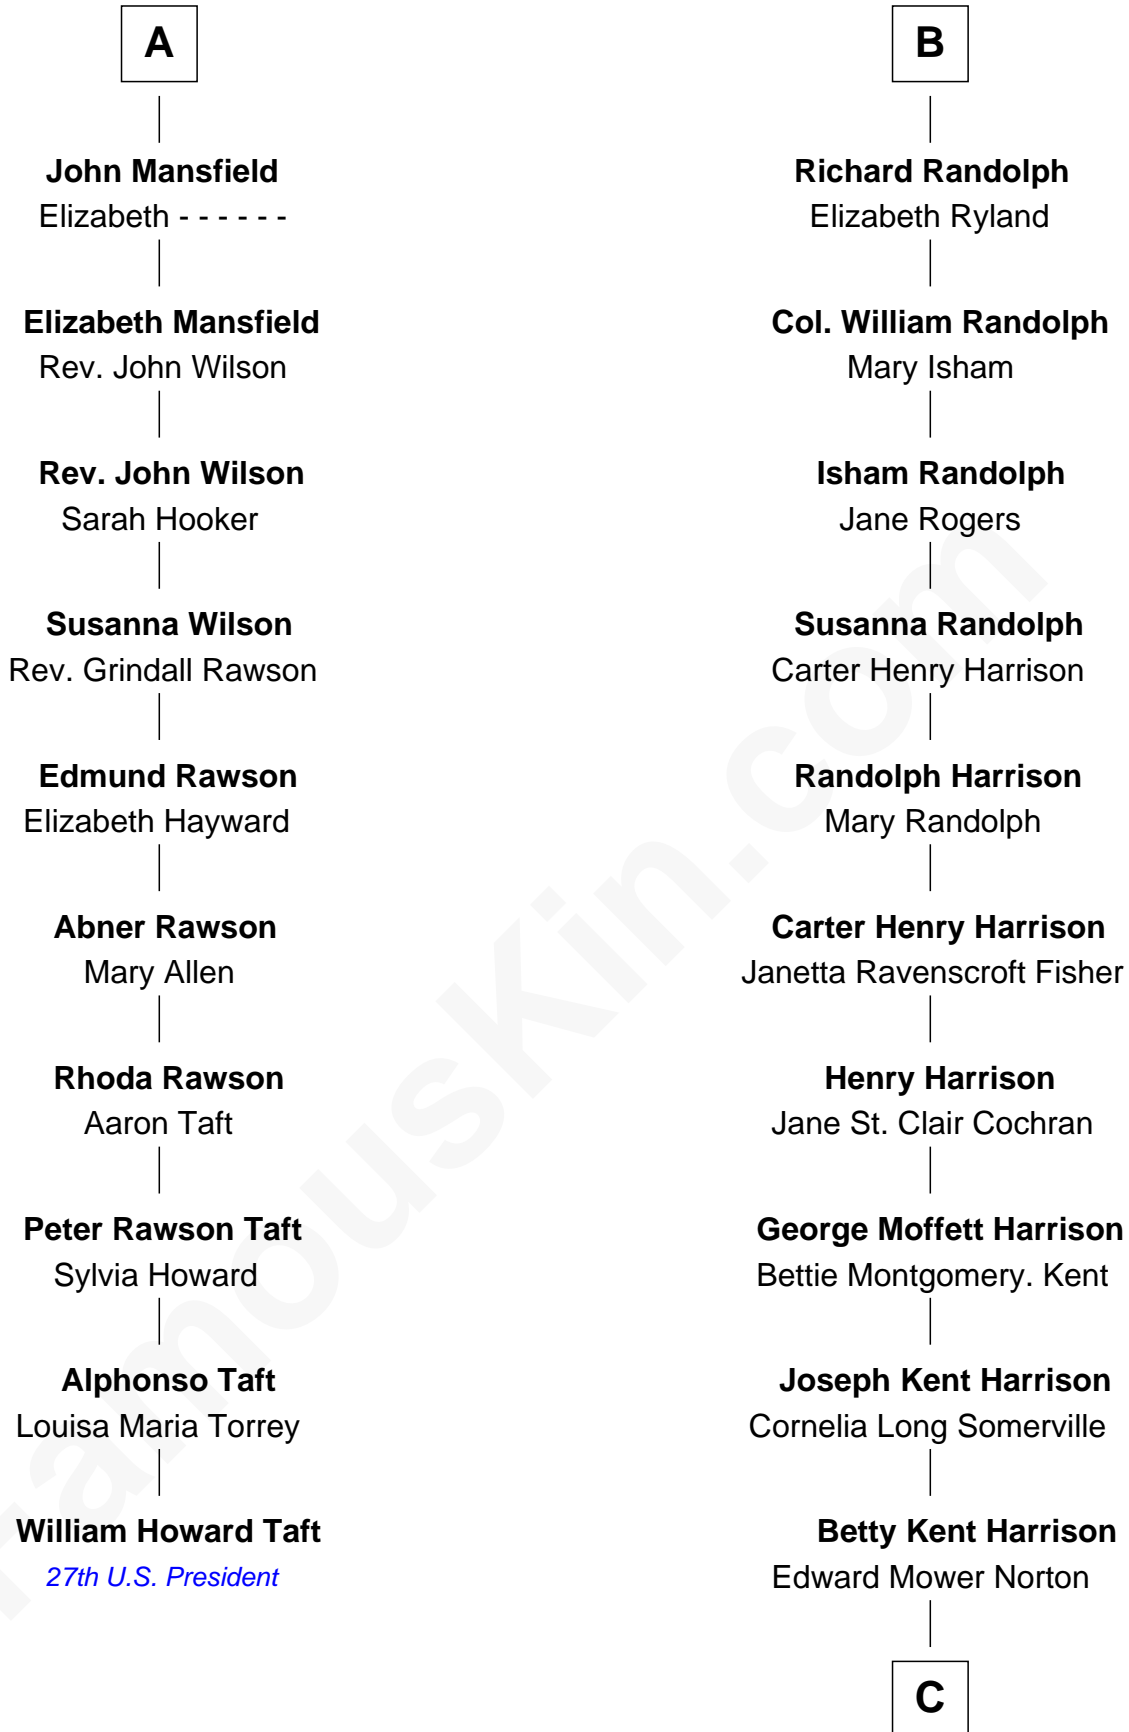 A
John Mansfield
Elizabeth - - - - - -
Elizabeth Mansfield
Rev. John Wilson
Rev. John Wilson
Sarah Hooker
Susanna Wilson
Rev. Grindall Rawson
Edmund Rawson
Elizabeth Hayward
Abner Rawson
Mary Allen
Rhoda Rawson
Aaron Taft
Peter Rawson Taft
Sylvia Howard
Alphonso Taft
Louisa Maria Torrey
William Howard Taft
27th U.S. President
B
Richard Randolph
Elizabeth Ryland
Col. William Randolph
Mary Isham
Isham Randolph
Jane Rogers
Susanna Randolph
Carter Henry Harrison
Randolph Harrison
Mary Randolph
Carter Henry Harrison
Janetta Ravenscroft Fisher
Henry Harrison
Jane St. Clair Cochran
George Moffett Harrison
Bettie Montgomery. Kent
Joseph Kent Harrison
Cornelia Long Somerville
Betty Kent Harrison
Edward Mower Norton
C
FamousKin.com